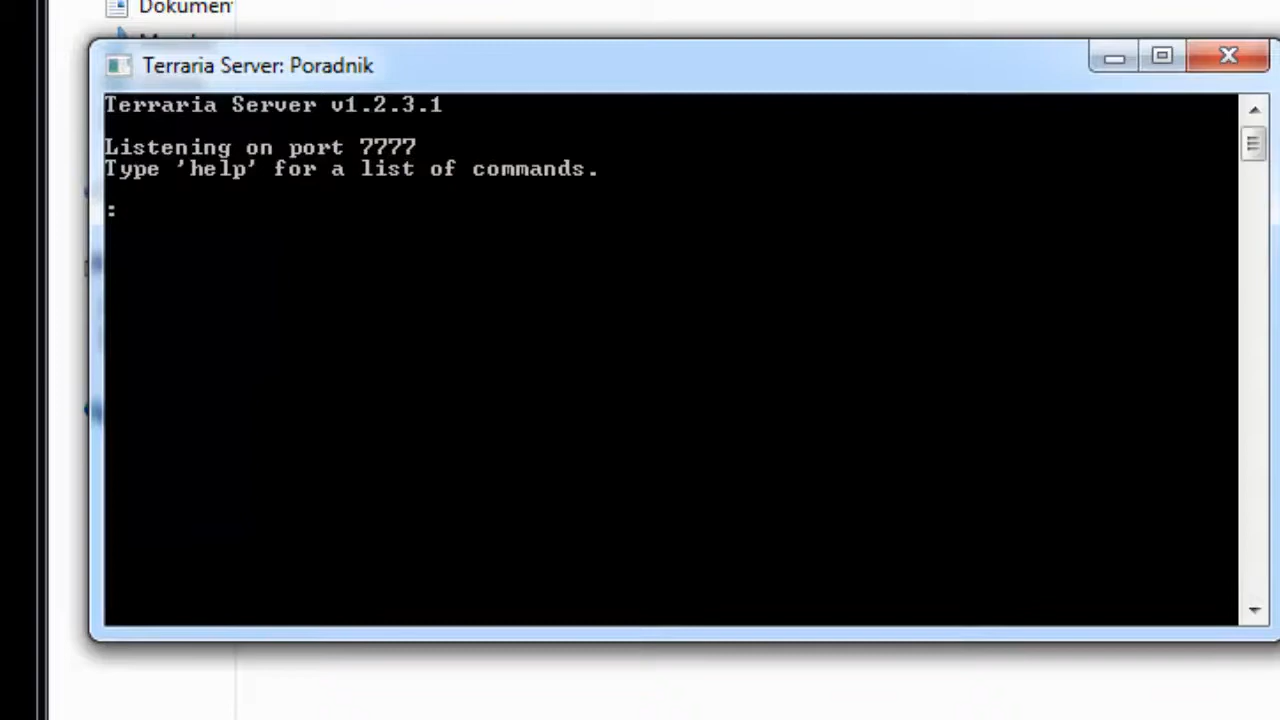 Dokumen
Terraria Server: Poradnik
Terraria Server v1.2.3.1
Listening on port 7777
Type 'help' for a list of commands.
: